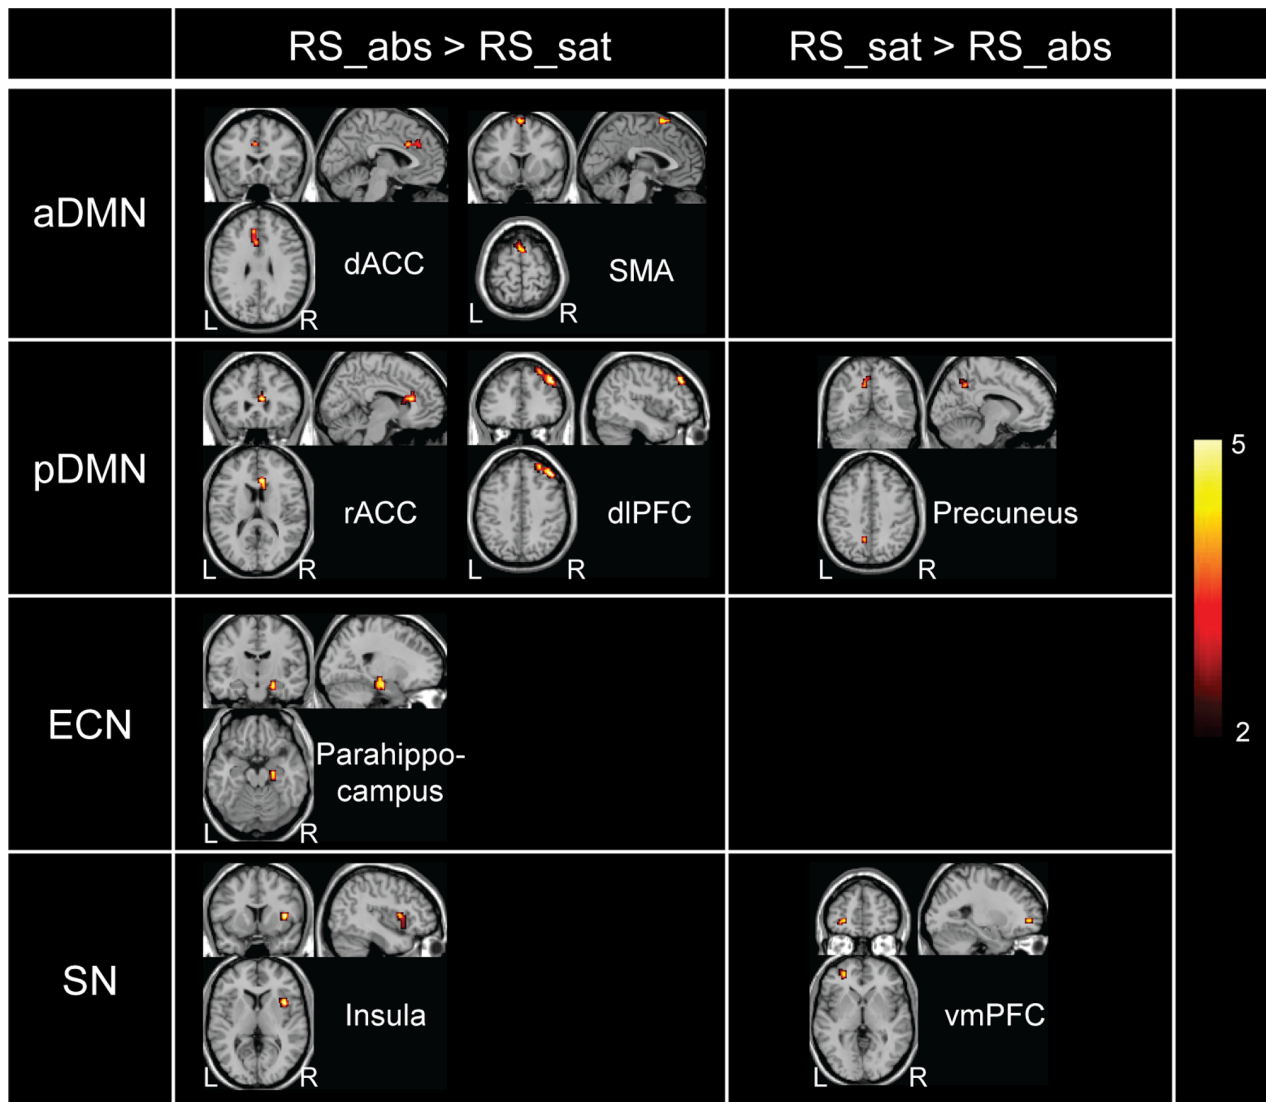 RS_abs > RS_sat
RS_sat > RS_abs
aDMN
dACC
L R
SMA
L R
pDMN
rACC
L R
dlPFC
L R
Precuneus
L R
5
2
ECN
Parahippo-
campus
L R
SN
Insula
L R
vmPFC
L R